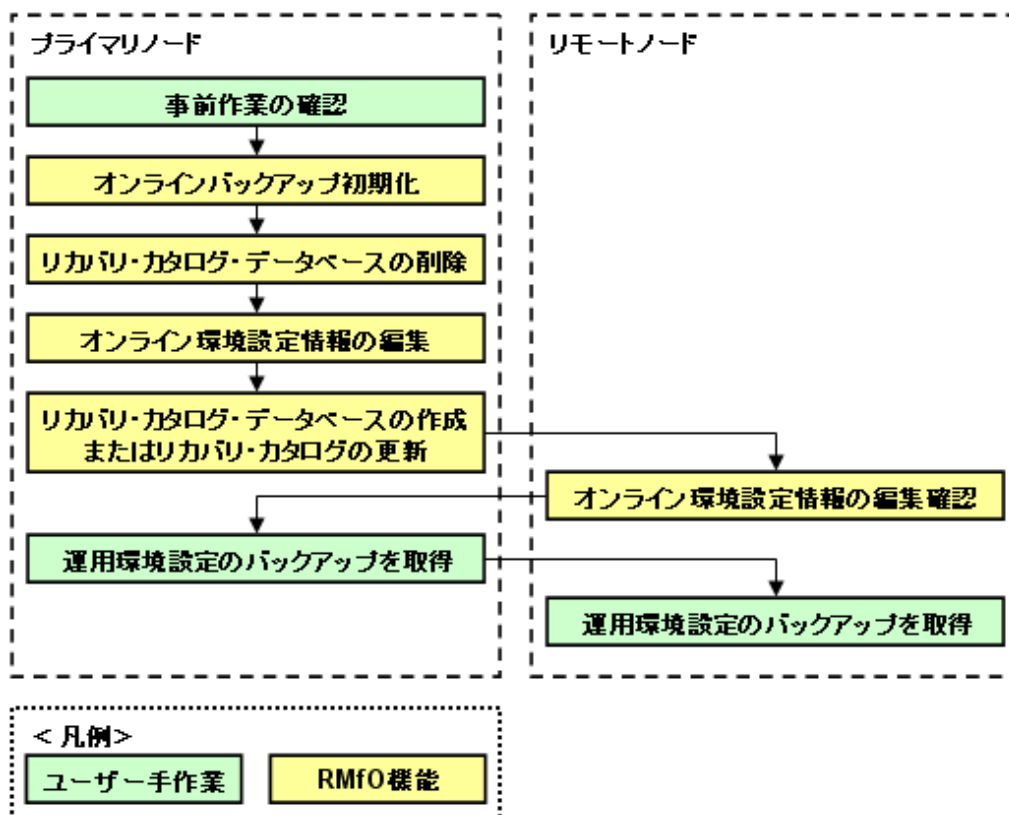 プライマリノード
リモートノード
事前作業の確認
オンラインバックアップ初期化
リカバリ・カタログ・データベースの削除
オンライン環境設定情報の編集
リカバリ・カタログ・データベースの作成
またはリカバリ・カタログの更新
オンライン環境設定情報の編集確認
運用環境設定のバックアップを取得
運用環境設定のバックアップを取得
<凡例>
ユーザー手作業
RMfO機能